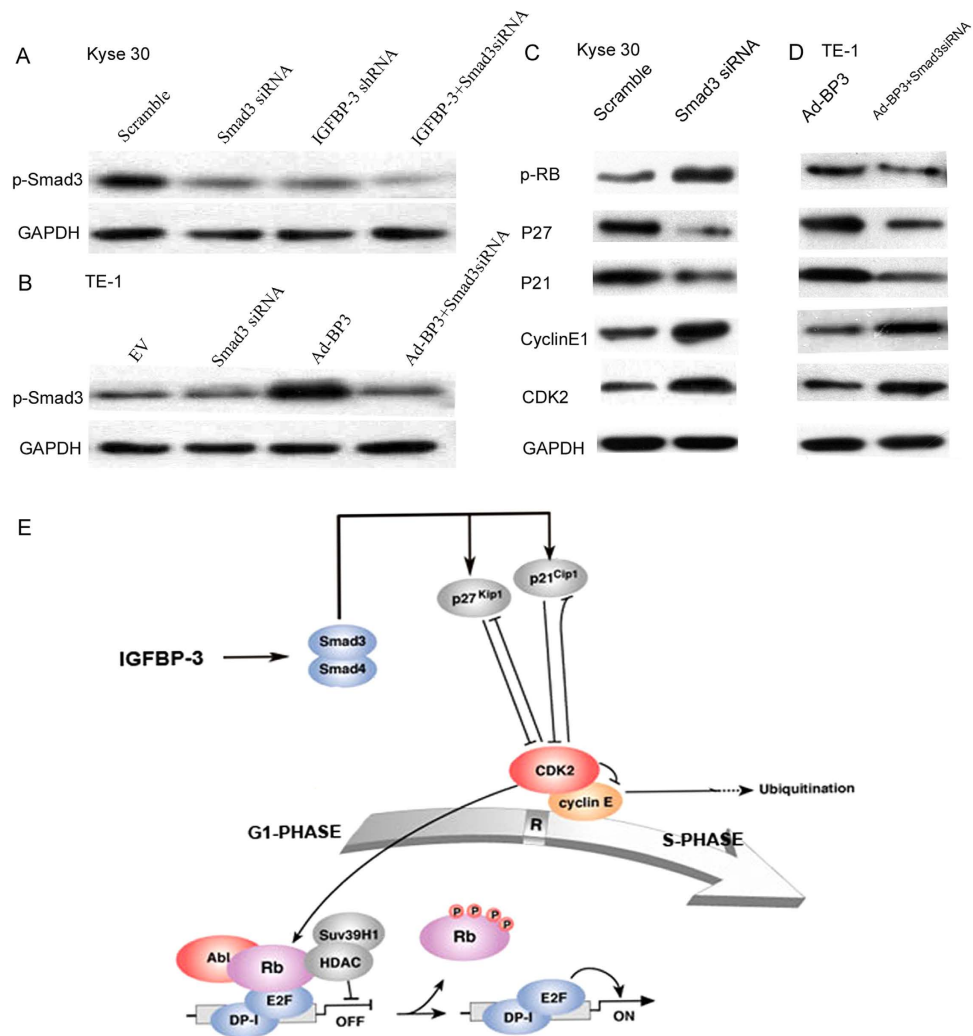 A Kyse 30
Scramble
Smad3 siRNA
IGFBP-3 shRNA
IGFBP-3+Smad3siRNA
p-Smad3
GAPDH
B TE-1
EV
Smad3 siRNA
Ad-BP3
Ad-BP3+Smad3siRNA
p-Smad3
GAPDH
C Kyse 30
Scramble
Smad3 siRNA
D TE-1
Ad-BP3
Ad-BP3+Smad3siRNA
p-RB
P27
P21
CyclinE1
CDK2
GAPDH
E
p27Kip1
p21Cip1
IGFBP-3
Smad3
Smad4
CDK2
cyclin E
Ubiquitination
G1-PHASE
R
S-PHASE
Abl
Rb
Suv39H1
HDAC
E2F
DP-I
OFF
P P P P
Rb
E2F
DP-I
ON